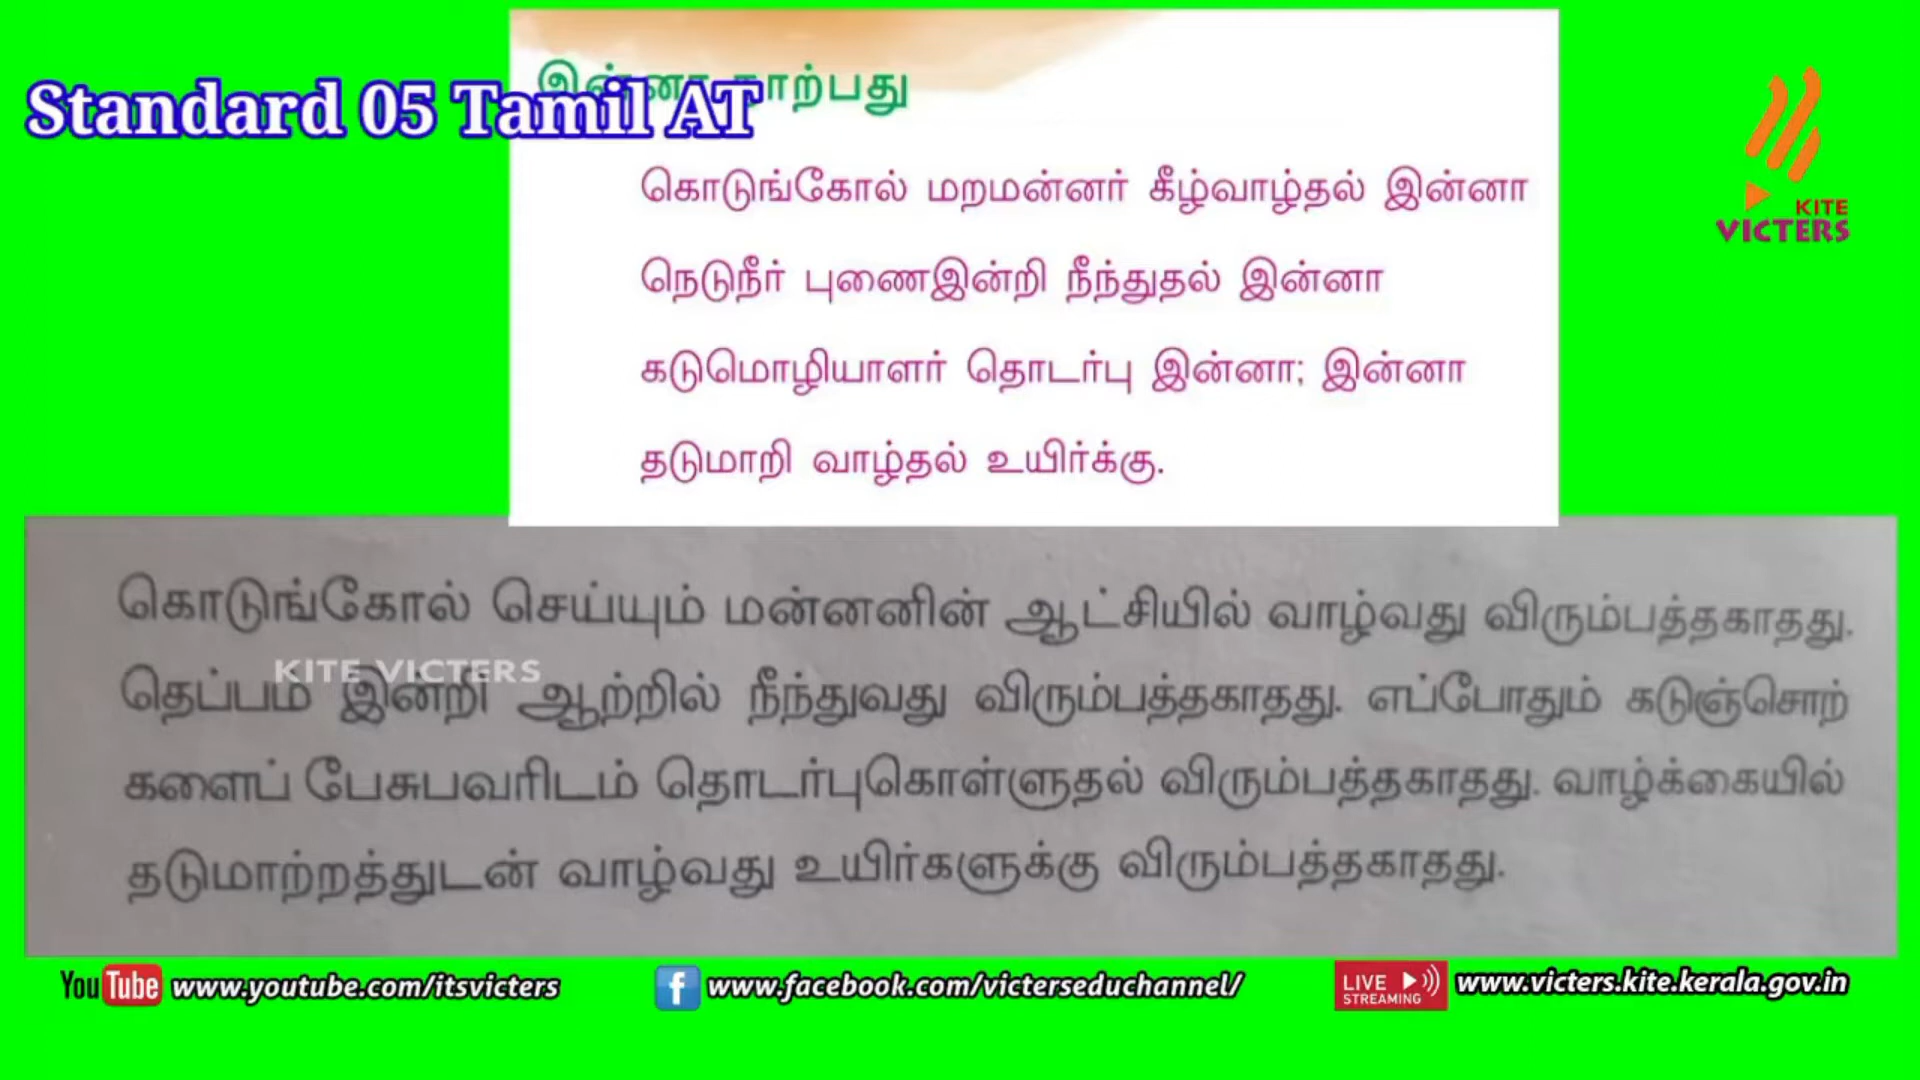 இன்னா நாற்பது
Standard 05 Tamil AT
KITE
VICTERS
கொடுங்கோல் மறமன்னர் கீழ்வாழ்தல் இன்னா
நெடுநீர் புணைஇன்றி நீந்துதல் இன்னா
கடுமொழியாளர் தொடர்பு இன்னா; இன்னா
தடுமாறி வாழ்தல் உயிர்க்கு.
கொடுங்கோல் செய்யும் மன்னனின் ஆட்சியில் வாழ்வது விரும்பத்தகாதது.
KITE VICTERS
தெப்பம் இன்றி ஆற்றில் நீந்துவது விரும்பத்தகாதது. எப்போதும் கடுஞ்சொற்
களைப் பேசுபவரிடம் தொடர்புகொள்ளுதல் விரும்பத்தகாதது. வாழ்க்கையில்
தடுமாற்றத்துடன் வாழ்வது உயிர்களுக்கு விரும்பத்தகாதது.
YouTube www.youtube.com/itsvicters
f www.facebook.com/victerseduchannel/
LIVE STREAMING www.victers.kite.kerala.gov.in